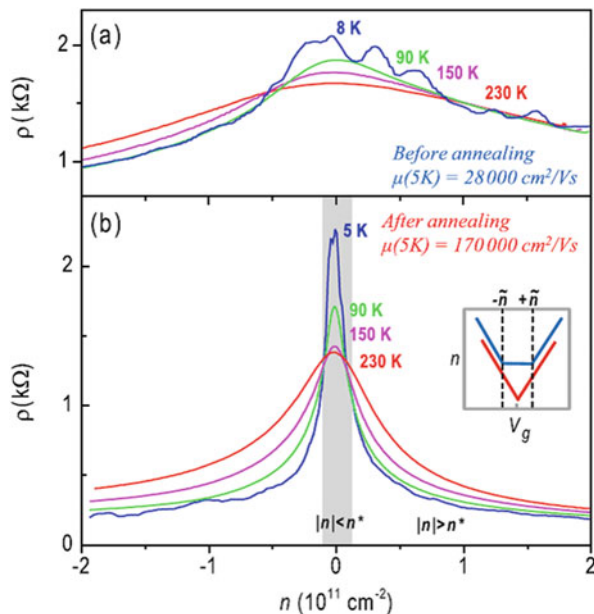 (a)
8 K
90 K
150 K
230 K
2
1
ρ (kΩ)
Before annealing
μ(5K) = 28 000 cm²/Vs
(b)
5 K
After annealing
μ(5K) = 170 000 cm²/Vs
90 K
150 K
230 K
-ñ +ñ
n
V_g
2
1
0
ρ (kΩ)
|n|<n* |n|>n*
-2 -1 0 1 2
n (10¹¹ cm⁻²)